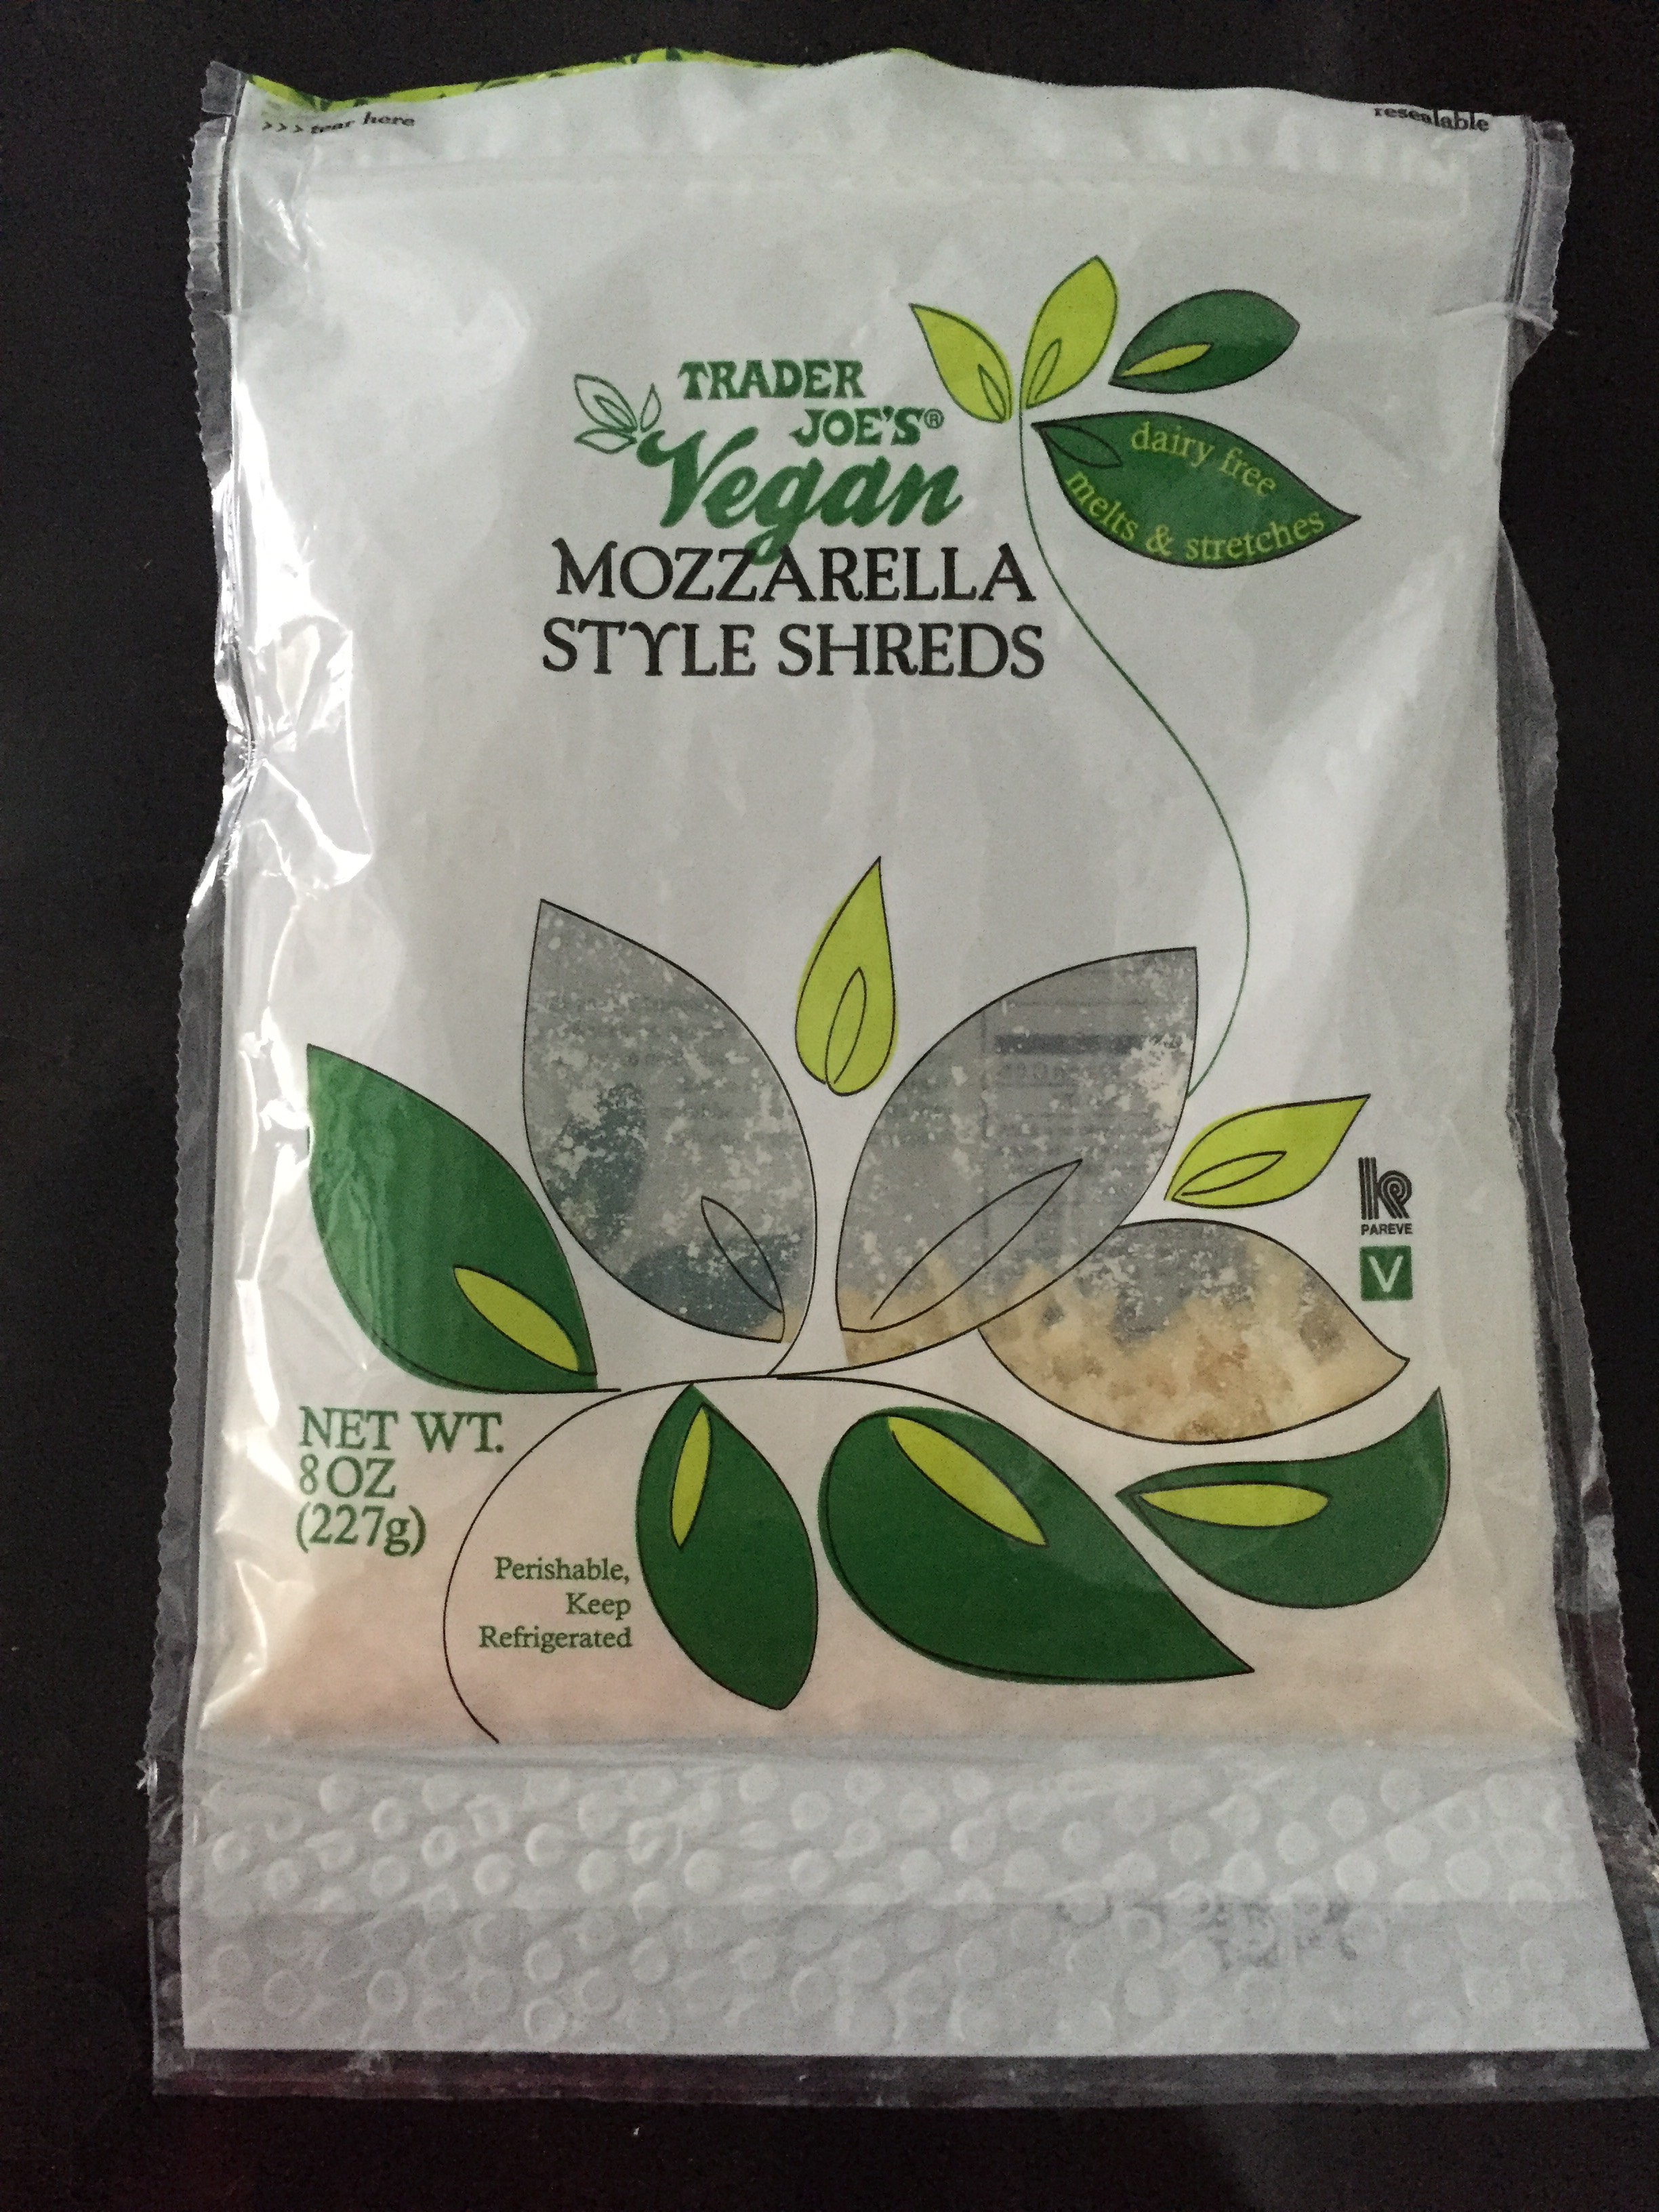 >>> tear here
resealable
TRADER
JOE'S®
Vegan
MOZZARELLA
STYLE SHREDS
dairy free
melts & stretches
K
PAREVE
V
NET WT.
8 OZ
(227g)
Perishable,
Keep
Refrigerated